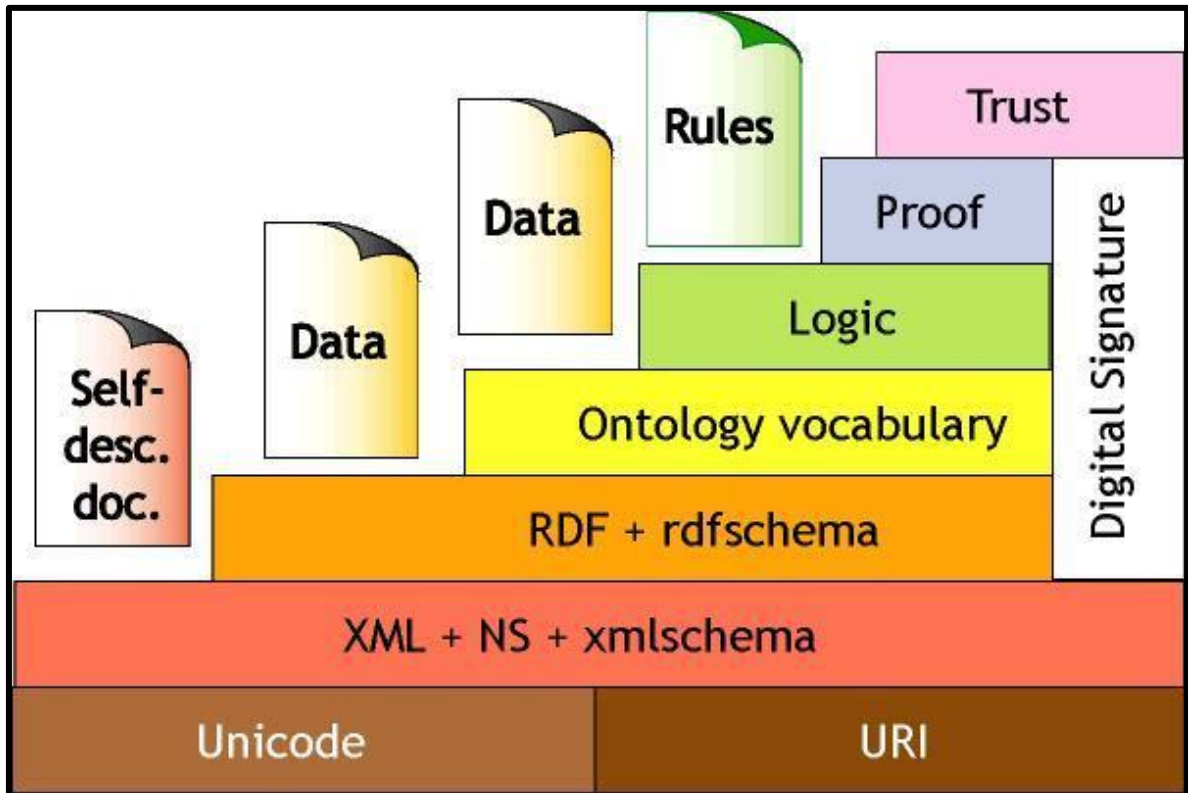 Rules
Trust
Data
Proof
Data
Logic
Self-
desc.
doc.
Ontology vocabulary
Digital Signature
RDF + rdfschema
XML + NS + xmlschema
Unicode
URI